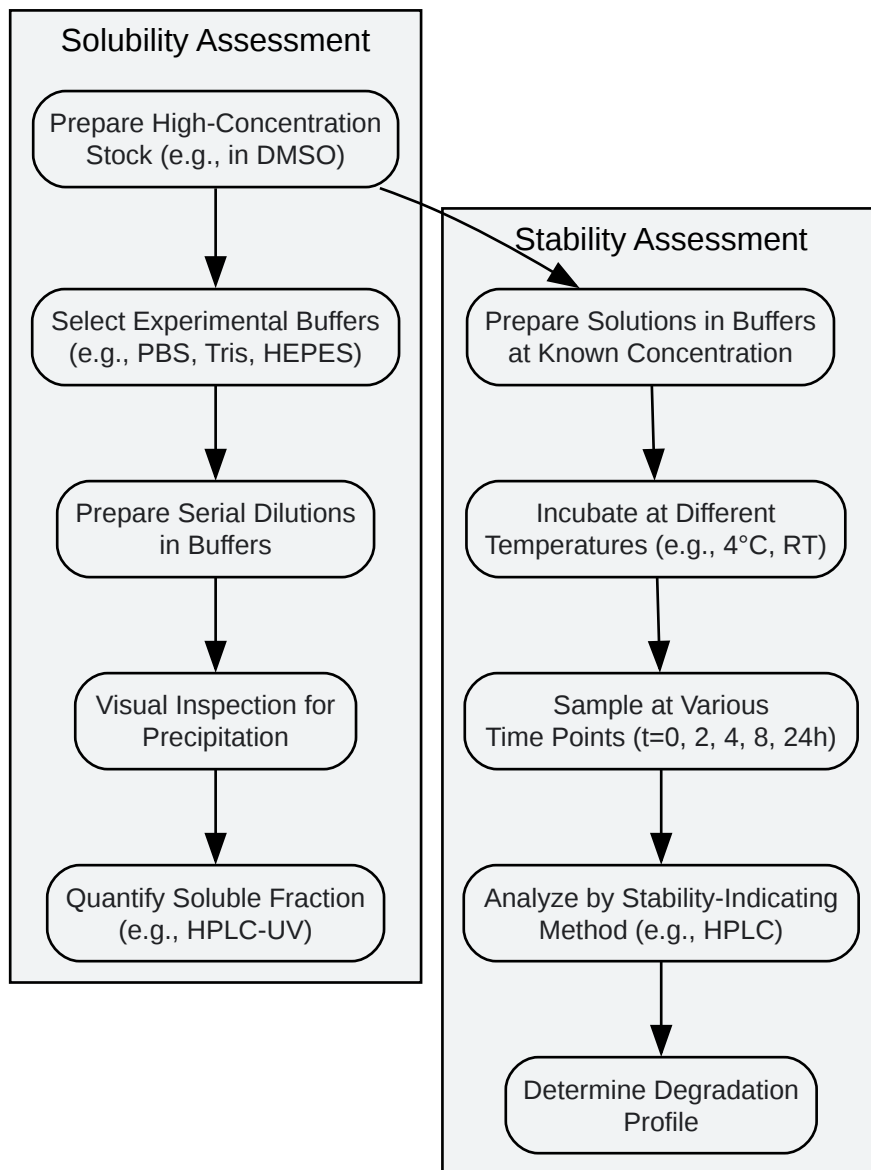 Solubility Assessment
Prepare High-Concentration
Stock (e.g., in DMSO)
Select Experimental Buffers
(e.g., PBS, Tris, HEPES)
Prepare Serial Dilutions
in Buffers
Visual Inspection for
Precipitation
Quantify Soluble Fraction
(e.g., HPLC-UV)
Stability Assessment
Prepare Solutions in Buffers
at Known Concentration
Incubate at Different
Temperatures (e.g., 4°C, RT)
Sample at Various
Time Points (t=0, 2, 4, 8, 24h)
Analyze by Stability-Indicating
Method (e.g., HPLC)
Determine Degradation
Profile